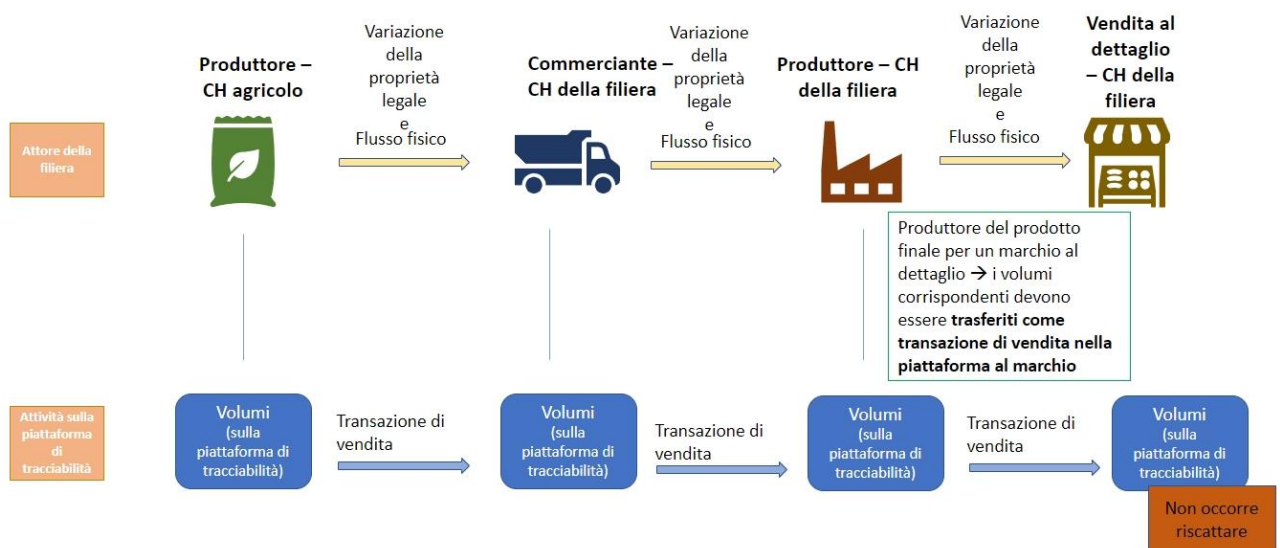 Produttore –
CH agricolo
Variazione
della
proprietà
legale
e
Flusso fisico
Commerciante –
CH della filiera
Variazione
della
proprietà
legale
e
Flusso fisico
Produttore – CH
della filiera
Variazione
della
proprietà
legale
e
Flusso fisico
Vendita al
dettaglio
– CH della
filiera
Attore della
filiera
Produttore del prodotto
finale per un marchio al
dettaglio → i volumi
corrispondenti devono
essere trasferiti come
transazione di vendita nella
piattaforma al marchio
Attività sulla
piattaforma
di
tracciabilità
Volumi
(sulla
piattaforma di
tracciabilità)
Transazione di
vendita
Volumi
(sulla
piattaforma di
tracciabilità)
Transazione di
vendita
Volumi
(sulla
piattaforma di
tracciabilità)
Transazione di
vendita
Volumi
(sulla
piattaforma di
tracciabilità)
Non occorre
riscattare